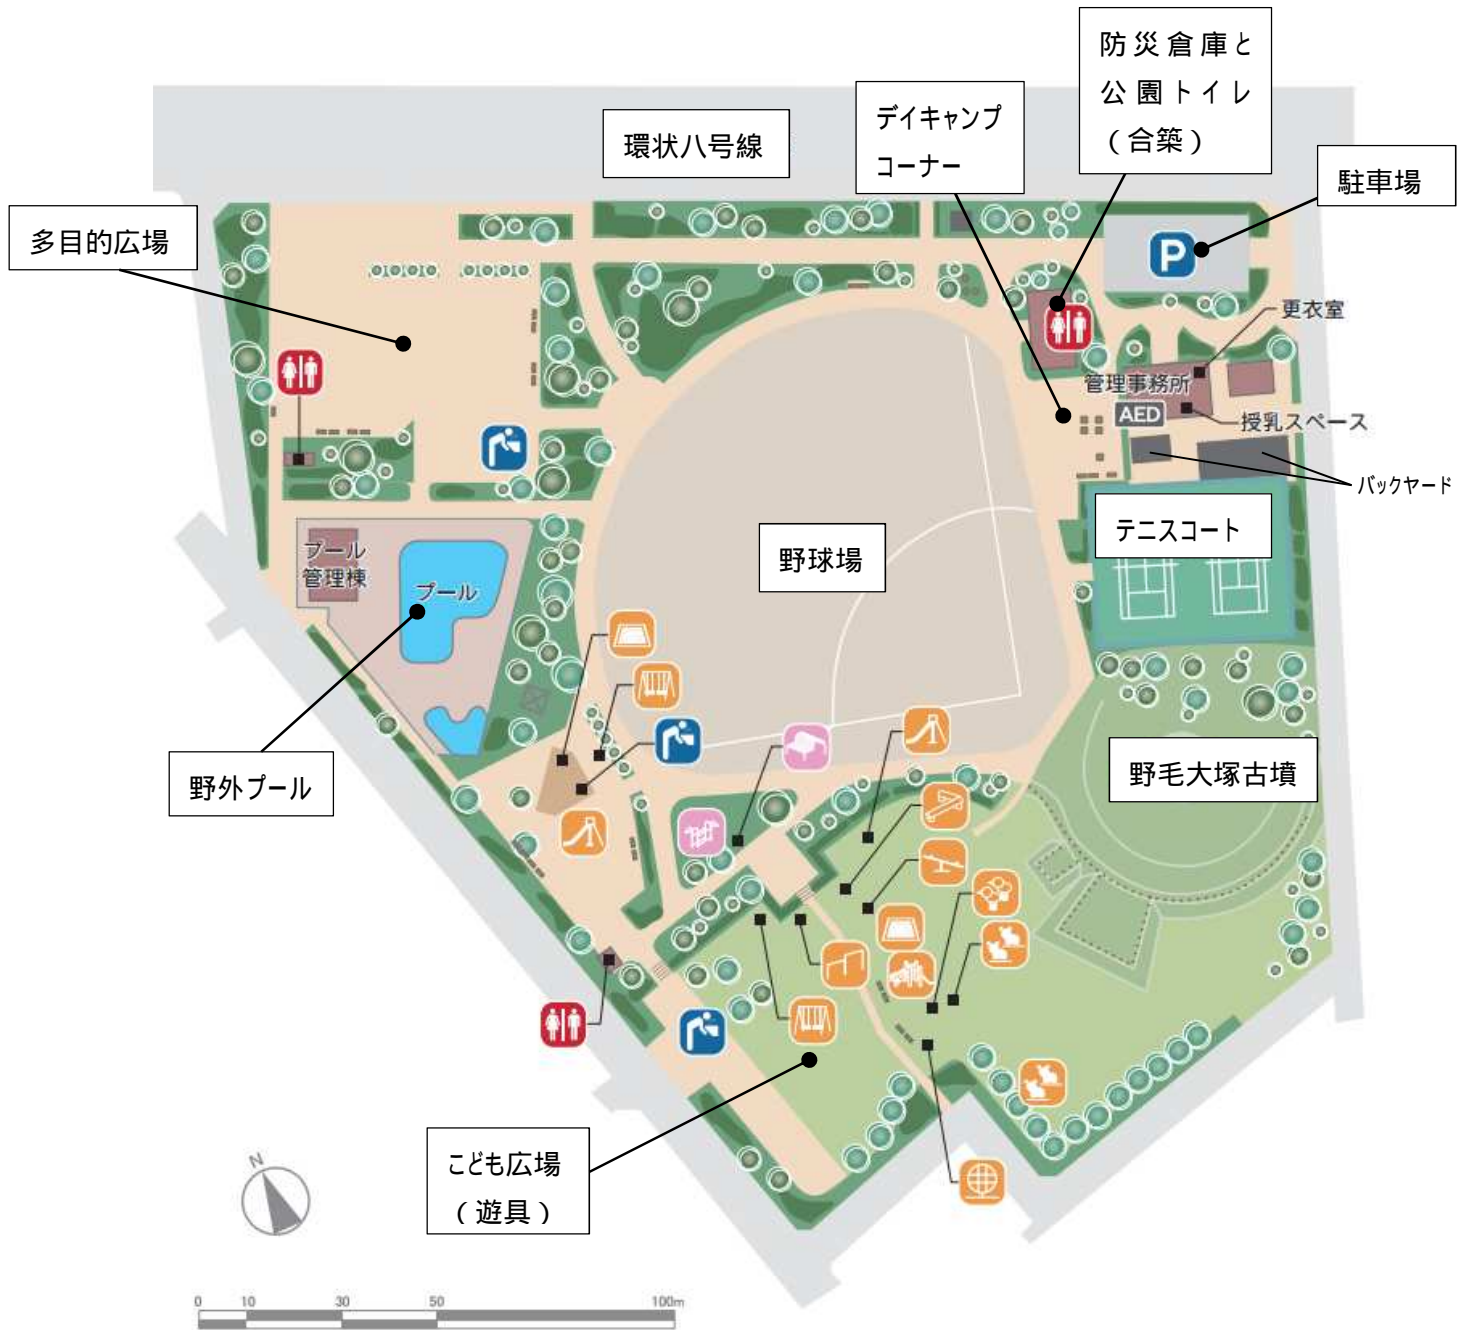 防災倉庫と
公園トイレ
（合築）
デイキャンプ
コーナー
環状八号線
駐車場
多目的広場
P
更衣室
管理事務所
AED
授乳スペース
バックヤード
テニスコート
野球場
プール
管理棟
プール
野外プール
野毛大塚古墳
こども広場
（遊具）
N
0 10 30 50 100m